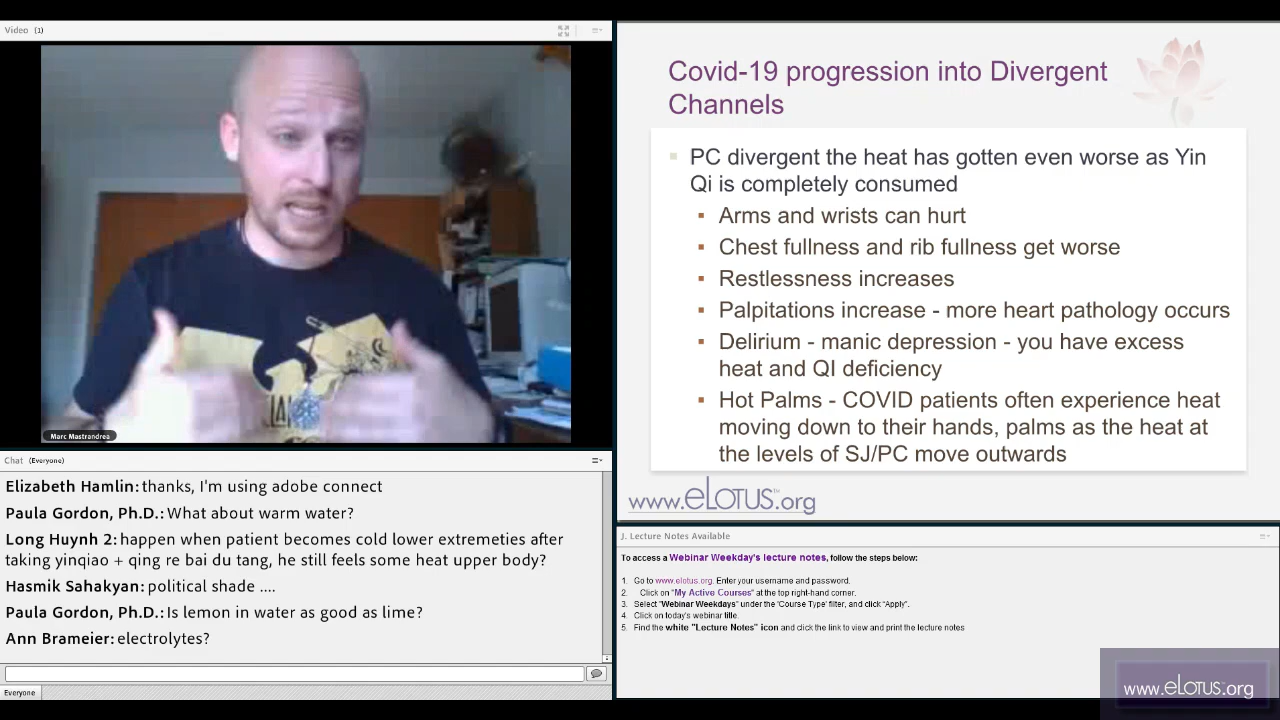 Video (1)
Marc Mastrandrea
Chat (Everyone)
Elizabeth Hamlin: thanks, I'm using adobe connect
Paula Gordon, Ph.D.: What about warm water?
Long Huynh 2: happen when patient becomes cold lower extremeties after
taking yinqiao + qing re bai du tang, he still feels some heat upper body?
Hasmik Sahakyan: political shade ....
Paula Gordon, Ph.D.: Is lemon in water as good as lime?
Ann Brameier: electrolytes?
Everyone
Covid-19 progression into Divergent
Channels
PC divergent the heat has gotten even worse as Yin
Qi is completely consumed
Arms and wrists can hurt
Chest fullness and rib fullness get worse
Restlessness increases
Palpitations increase - more heart pathology occurs
Delirium - manic depression - you have excess
heat and QI deficiency
Hot Palms - COVID patients often experience heat
moving down to their hands, palms as the heat at
the levels of SJ/PC move outwards
www.eLotus.org
J. Lecture Notes Available
To access a Webinar Weekday's lecture notes, follow the steps below:
1. Go to www.elotus.org. Enter your username and password.
2. Click on "My Active Courses" at the top right-hand corner.
3. Select "Webinar Weekdays" under the 'Course Type' filter, and click "Apply".
4. Click on today's webinar title.
5. Find the white "Lecture Notes" icon and click the link to view and print the lecture notes
www.eLotus.org